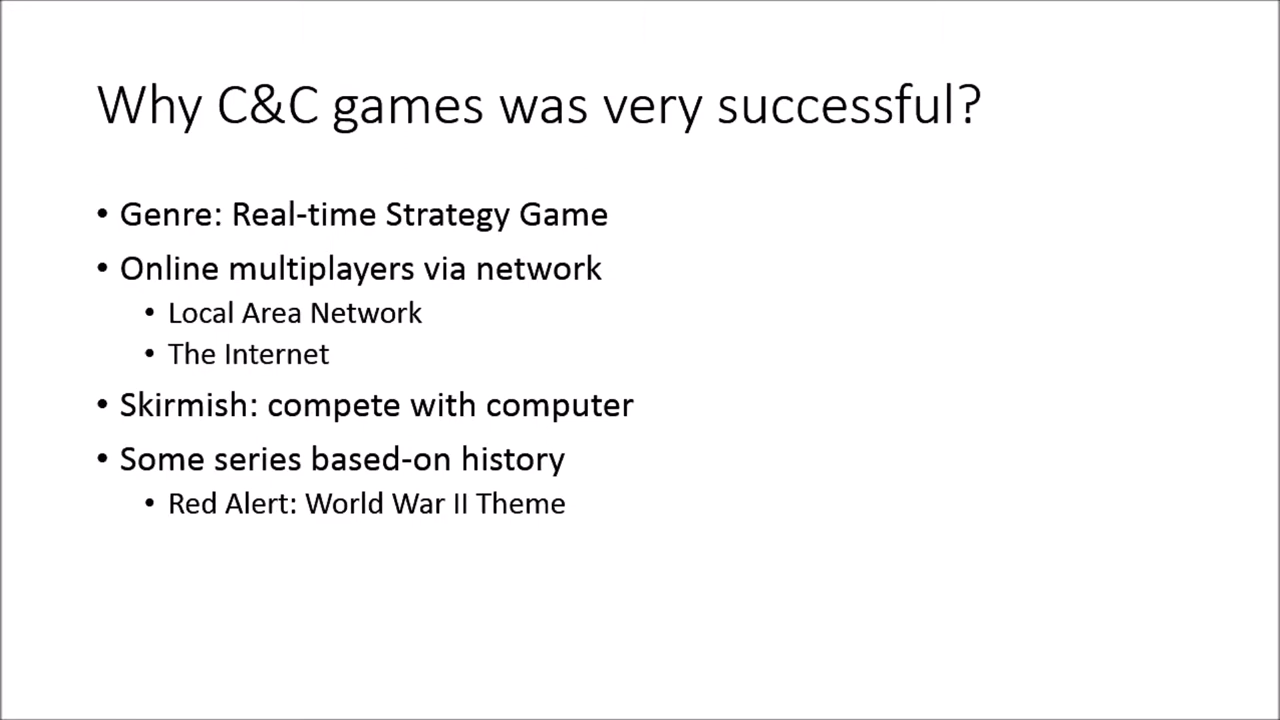 Why C&C games was very successful?
• Genre: Real-time Strategy Game
• Online multiplayers via network
• Local Area Network
• The Internet
• Skirmish: compete with computer
• Some series based-on history
• Red Alert: World War II Theme